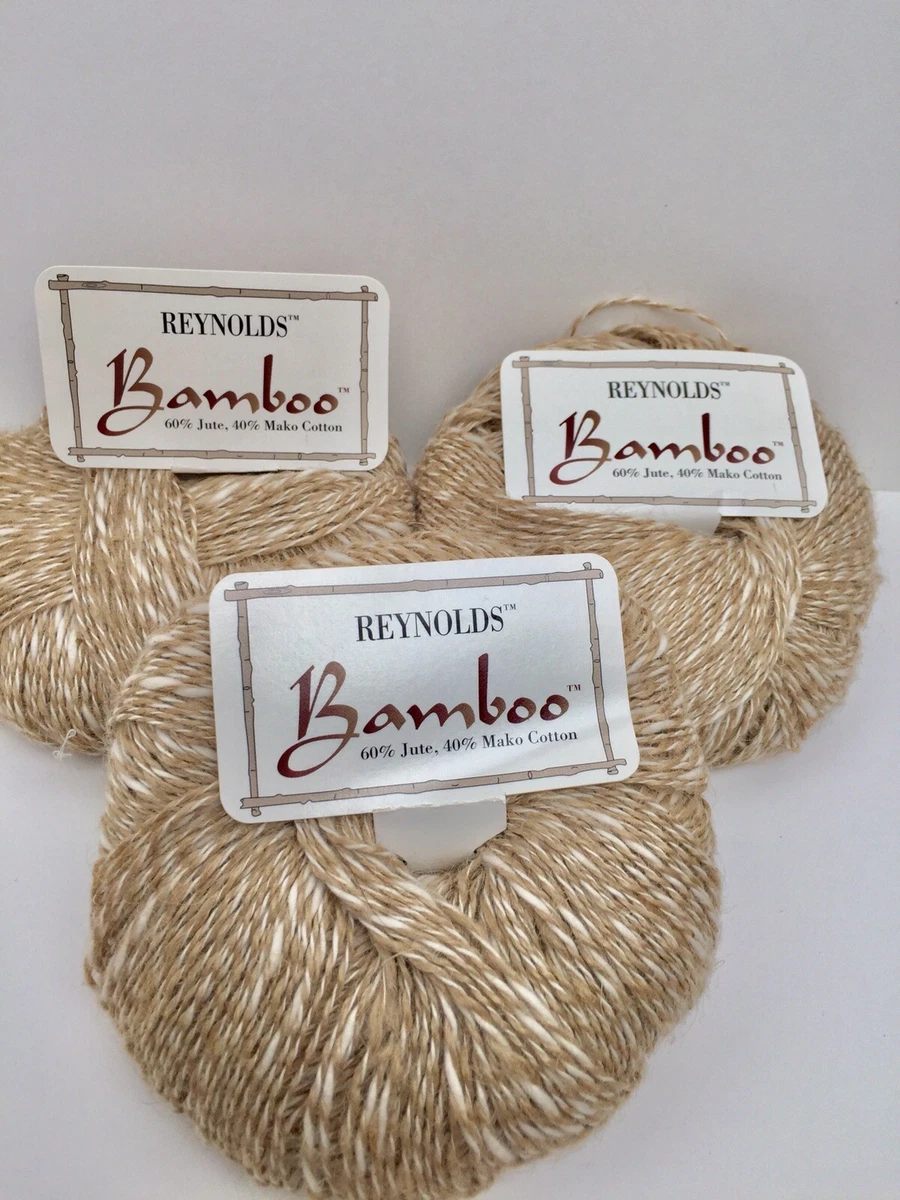 REYNOLDS™
Bamboo™
60% Jute, 40% Mako Cotton
REYNOLDS™
Bamboo™
60% Jute, 40% Mako Cotton
REYNOLDS™
Bamboo™
60% Jute, 40% Mako Cotton